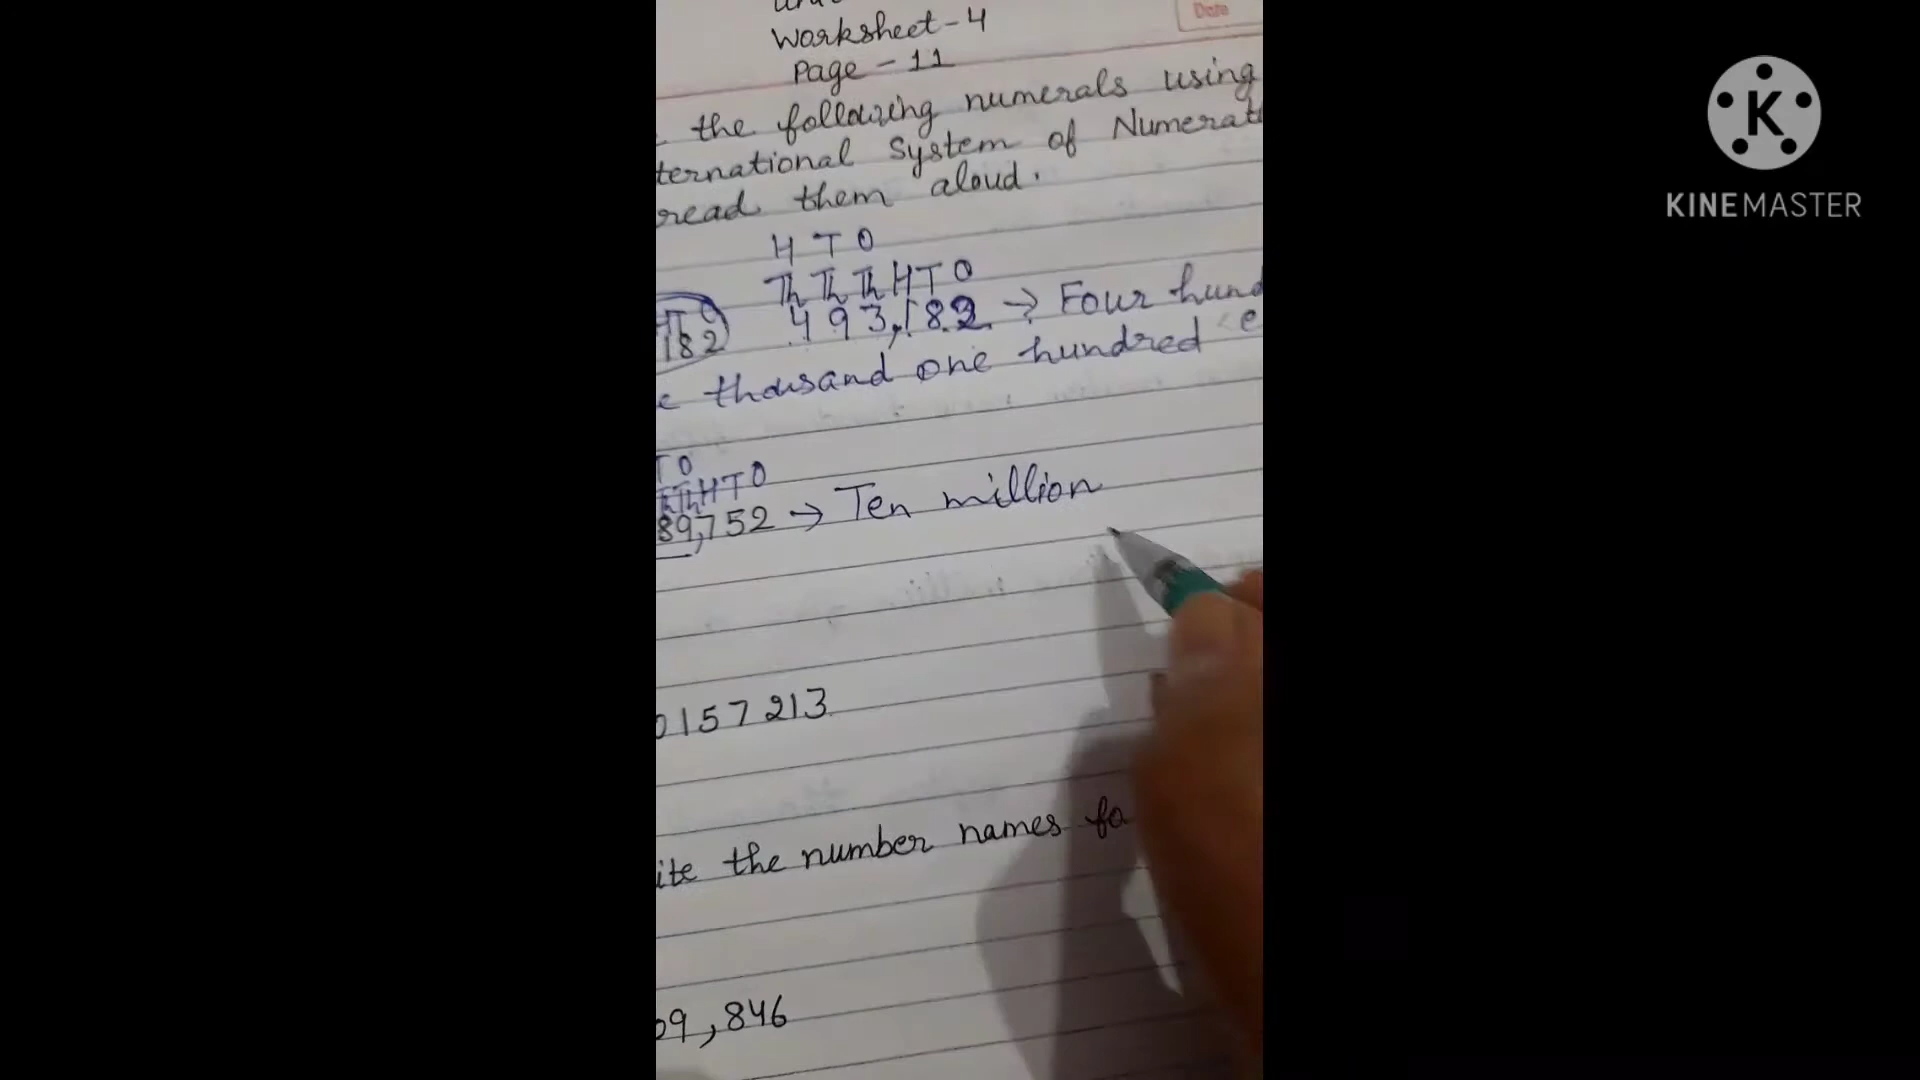 Worksheet-4
Date
Page - 11
the following numerals using
ternational System of Numerat
read them aloud.
H T O
Th Th Th H T O
182
493,182 → Four hund
thousand one hundred e
T O
Th Th H T O
89,752 → Ten million
0157213
ite the number names fo
09,846
K
KINEMASTER